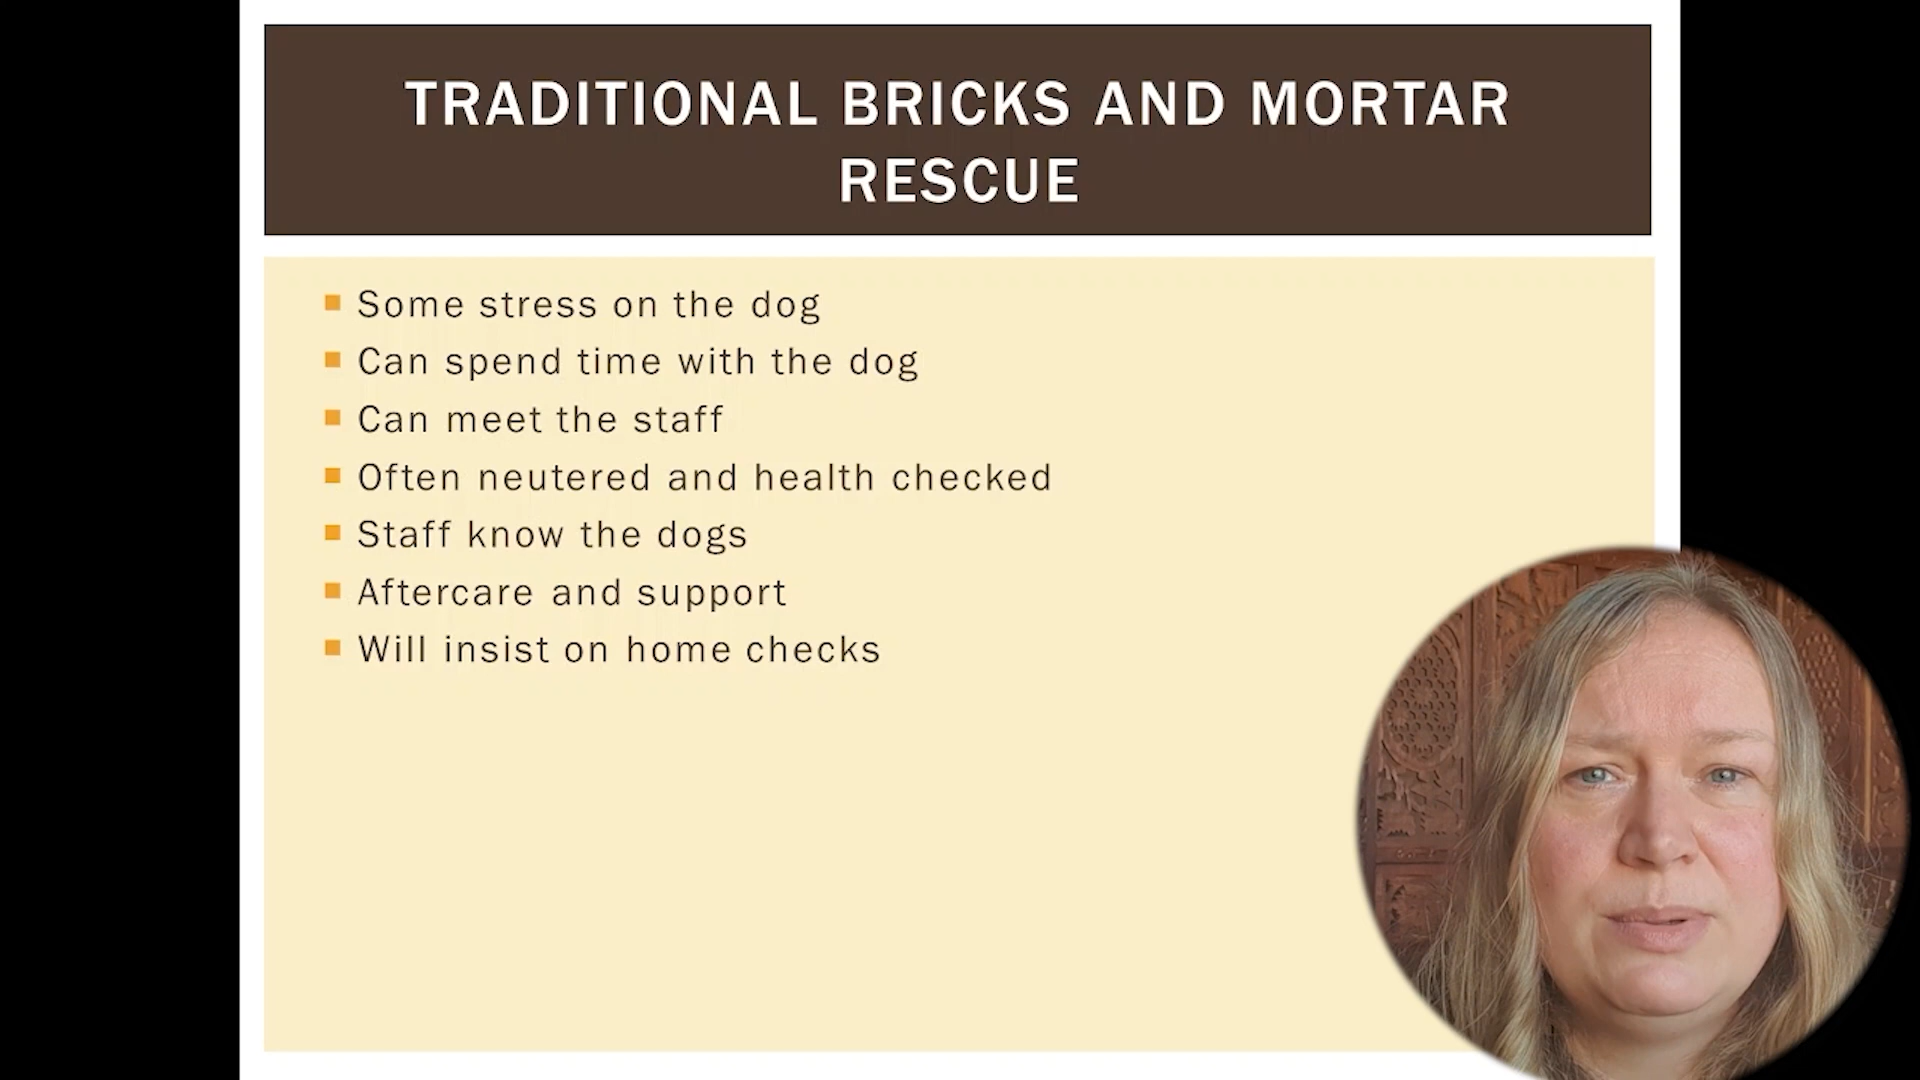 TRADITIONAL BRICKS AND MORTAR
RESCUE
Some stress on the dog
Can spend time with the dog
Can meet the staff
Often neutered and health checked
Staff know the dogs
Aftercare and support
Will insist on home checks